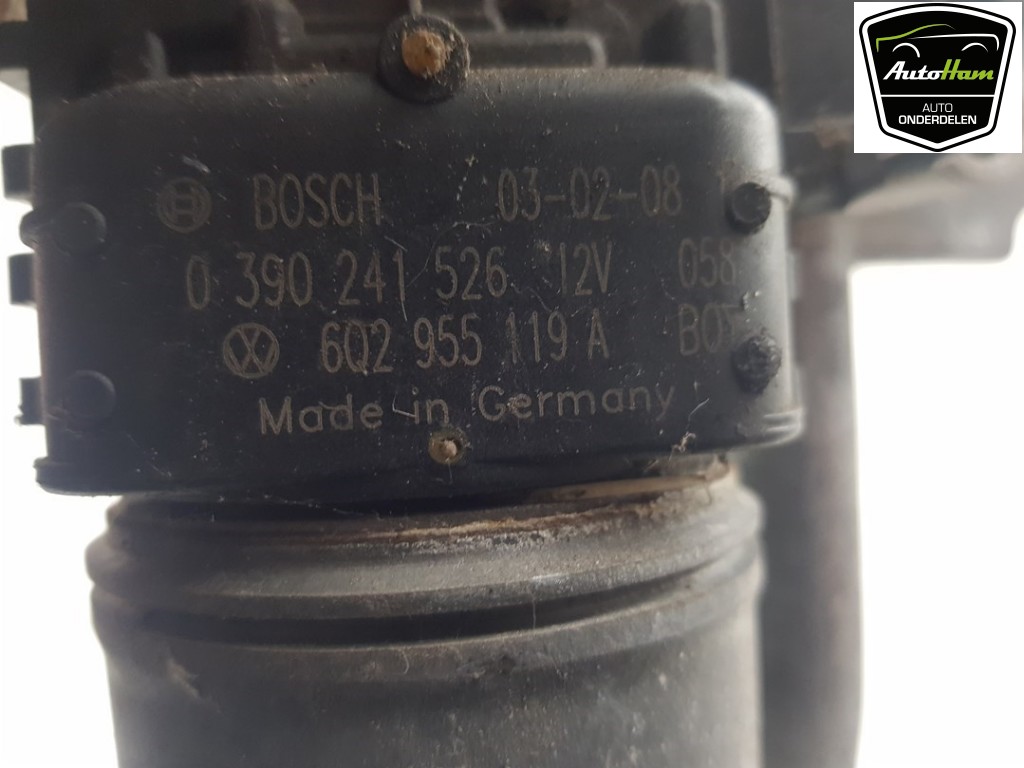 AutoHam
AUTO
ONDERDELEN
BOSCH 03-02-08
0 390 241 526 12V 058
6Q2 955 119 A
Made in Germany